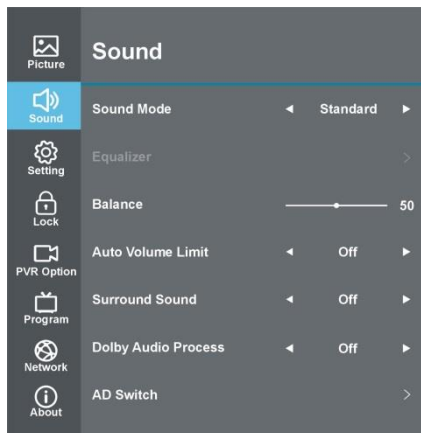 Picture
Sound
Setting
Lock
PVR Option
Program
Network
About
Sound
Sound Mode Standard
Equalizer
Balance 50
Auto Volume Limit Off
Surround Sound Off
Dolby Audio Process Off
AD Switch